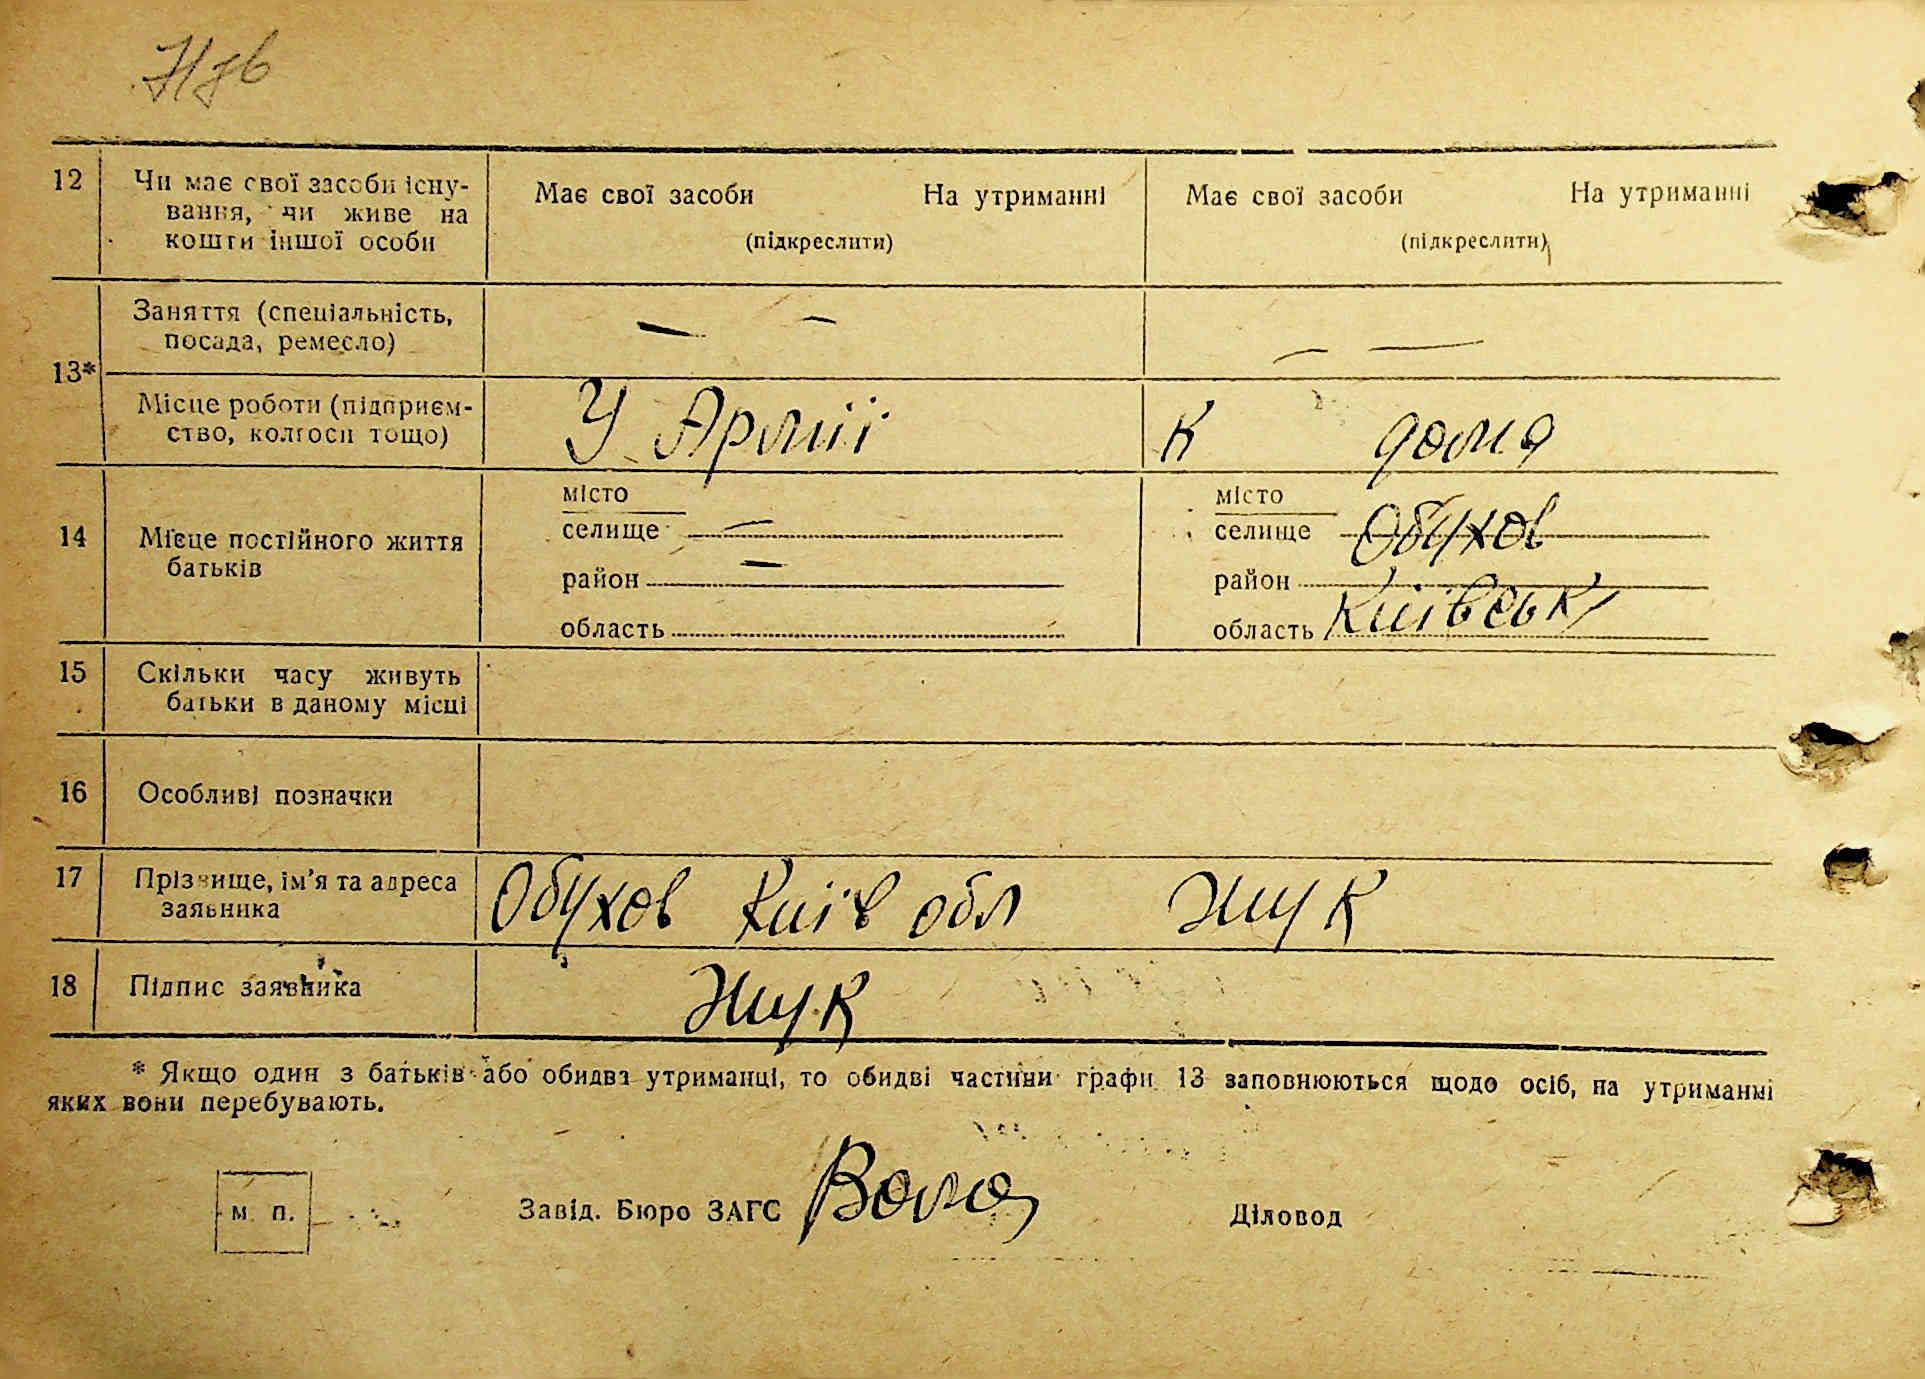 12 Чи має свої засоби існу-
вання, чи живе на
кошти іншої особи
Має свої засоби На утриманні
(підкреслити)
Має свої засоби На утриманні
(підкреслити)
13*
Заняття (спеціальність,
посада, ремесло)
— —
— —
Місце роботи (підприєм-
ство, колгосп тощо)
У Армії
К дома
14 Місце постійного життя
батьків
місто
селище —
район —
область
місто
селище Обухов
район
область Київськ
15 Скільки часу живуть
батьки в даному місці
16 Особливі позначки
17 Прізвище, ім’я та адреса
заявника
Обухов Київ обл Жук
18 Підпис заявника Жук
* Якщо один з батьків або обидва утриманці, то обидві частини графи 13 заповнюються щодо осіб, на утриманні
яких вони перебувають.
м. п. Завід. Бюро ЗАГС Діловод